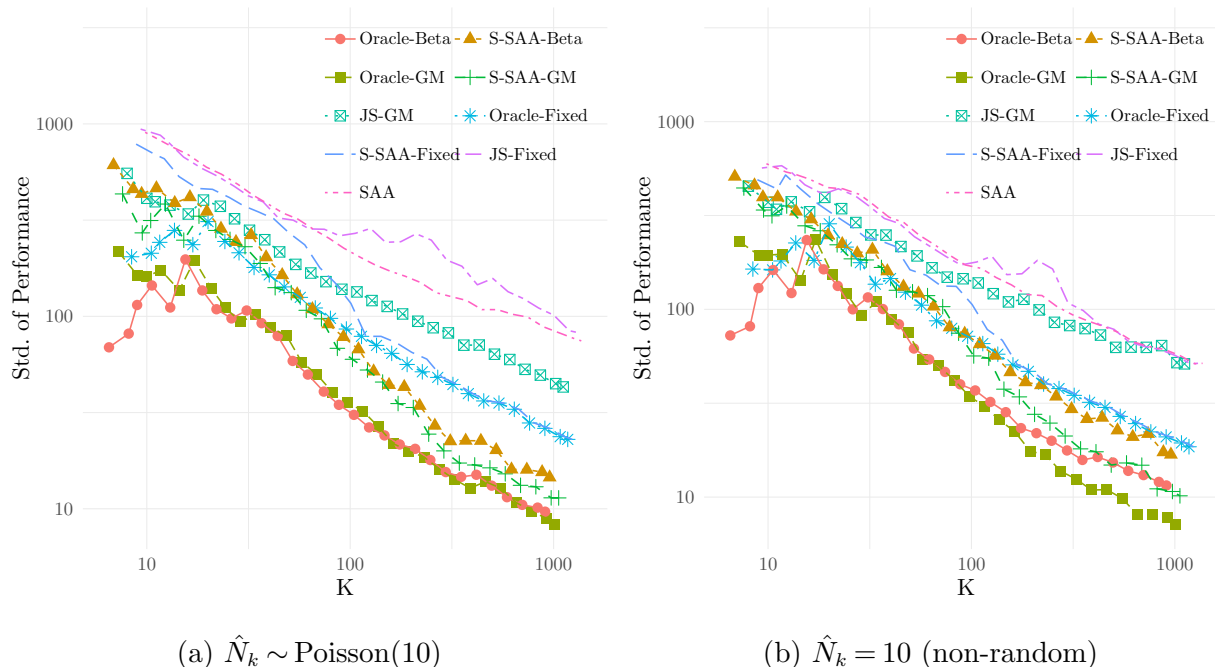 Oracle-Beta S-SAA-Beta
Oracle-GM S-SAA-GM
JS-GM Oracle-Fixed
S-SAA-Fixed JS-Fixed
SAA
1000
100
10
Std. of Performance
10 100 1000
K
(a) N̂_k ∼ Poisson(10)
Oracle-Beta S-SAA-Beta
Oracle-GM S-SAA-GM
JS-GM Oracle-Fixed
S-SAA-Fixed JS-Fixed
SAA
1000
100
10
Std. of Performance
10 100 1000
K
(b) N̂_k = 10 (non-random)